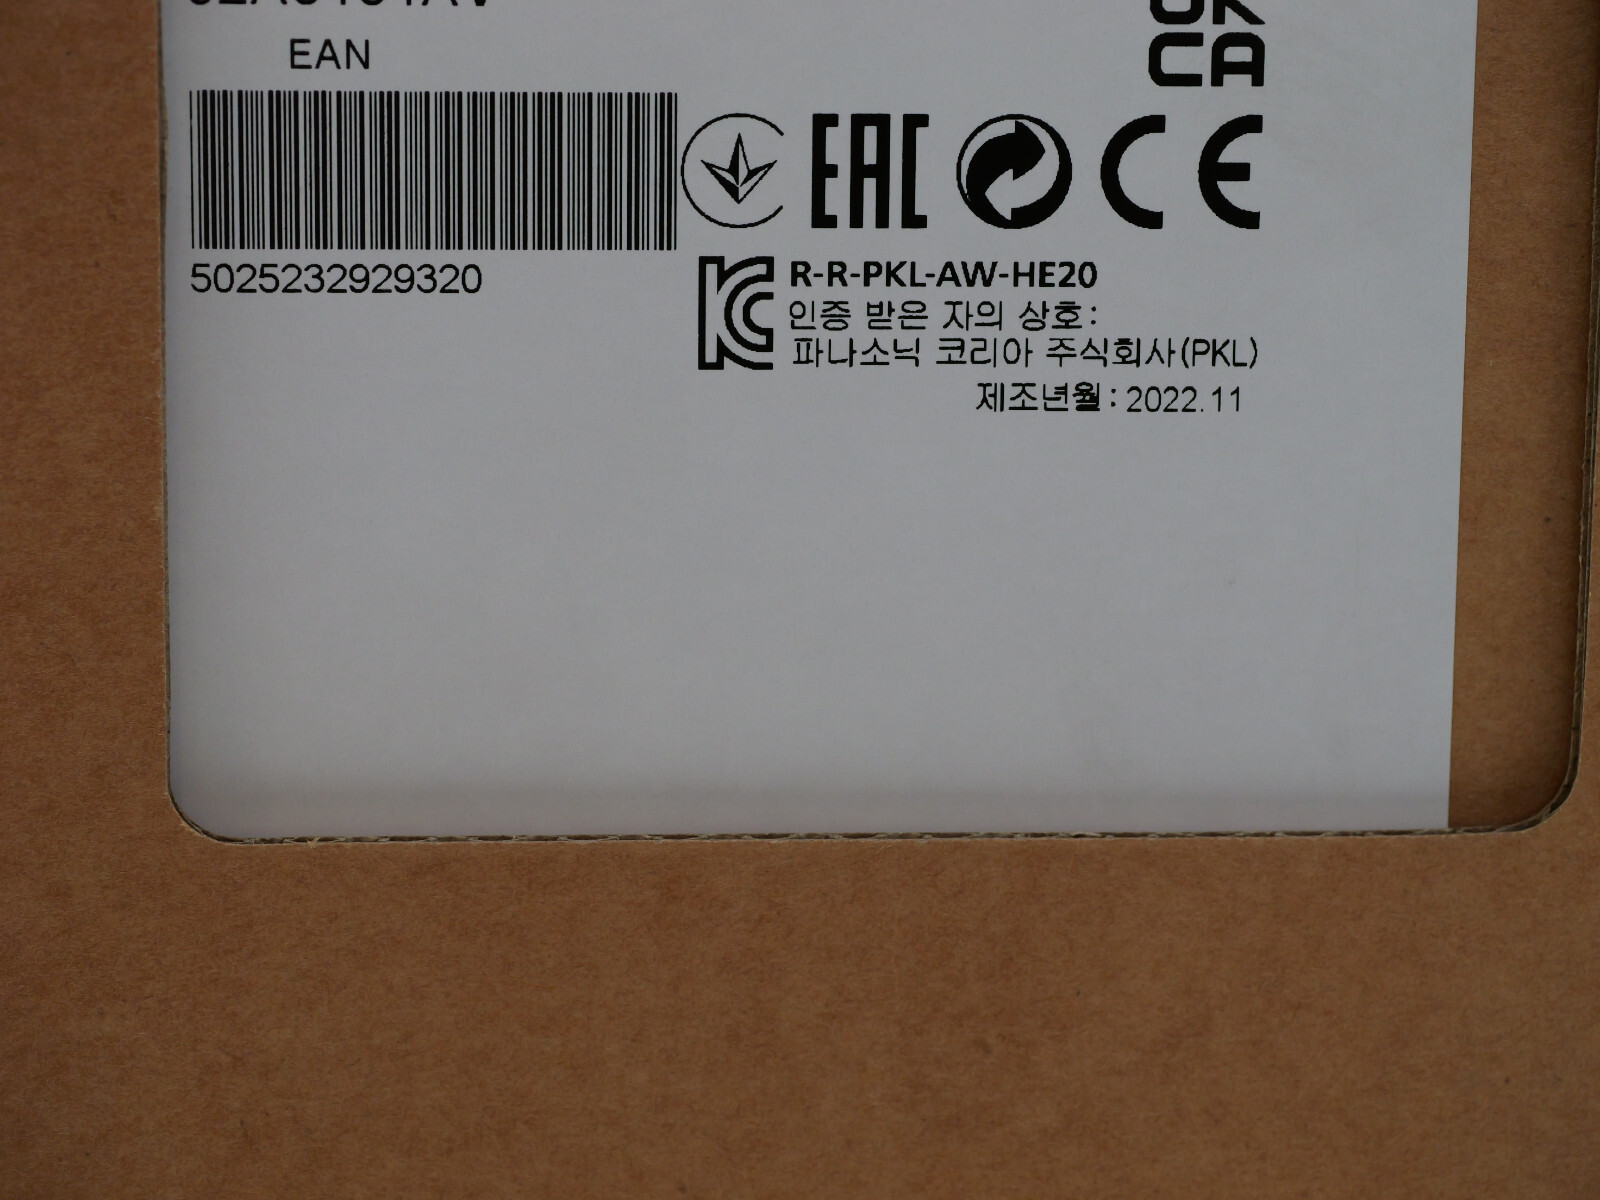 EAN
UK
CA
EAC
CE
5025232929320
KC
R-R-PKL-AW-HE20
인증 받은 자의 상호:
파나소닉 코리아 주식회사(PKL)
제조년월: 2022.11